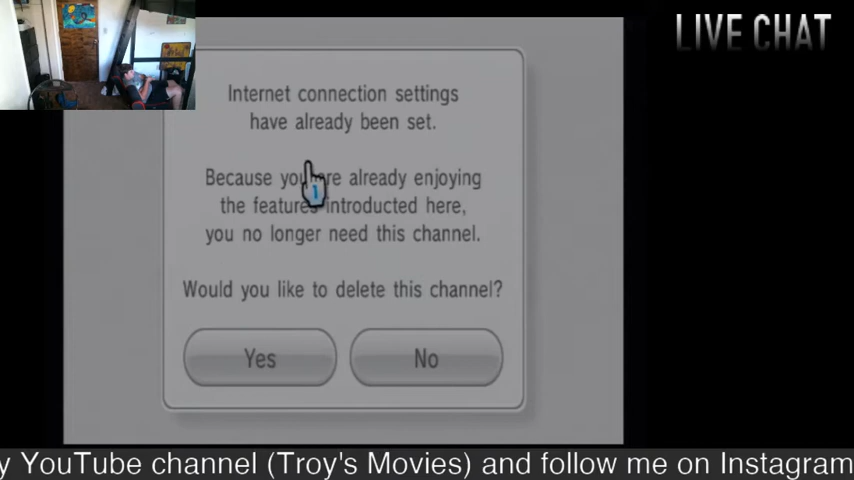 LIVE CHAT
Internet connection settings
have already been set.
Because you are already enjoying
the features introducted here,
you no longer need this channel.
Would you like to delete this channel?
Yes
No
1
y YouTube channel (Troy's Movies) and follow me on Instagram